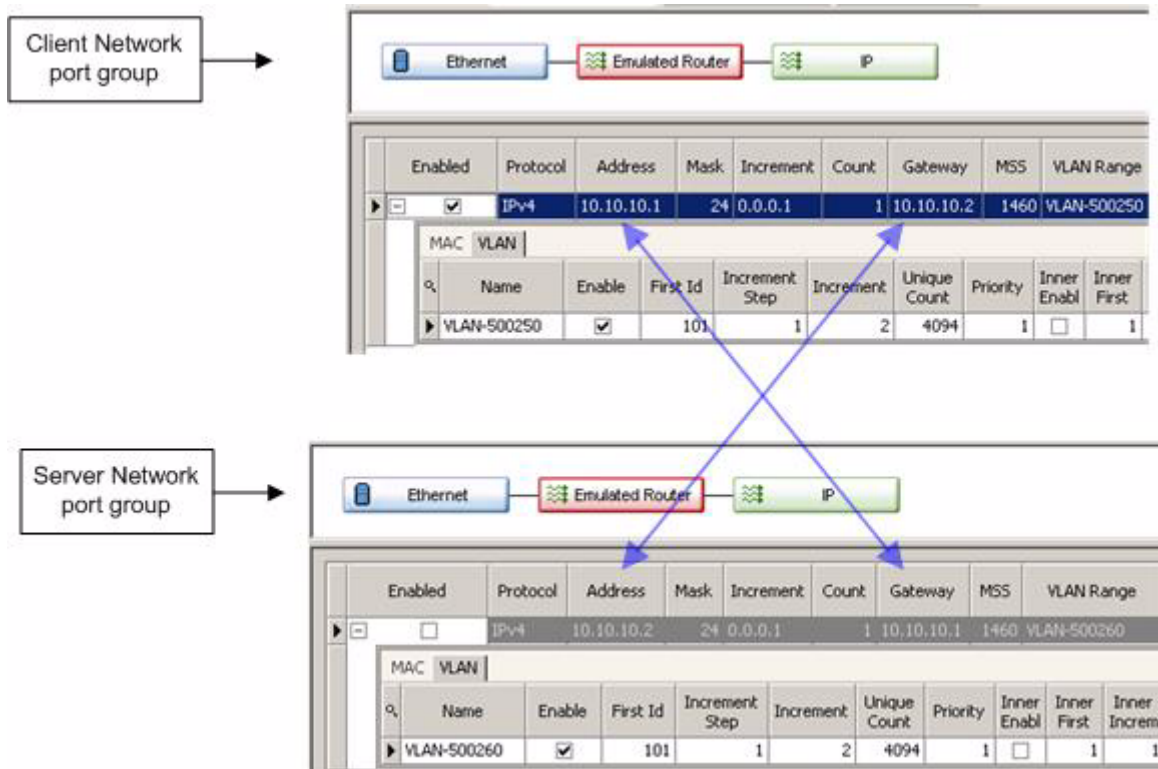 Client Network
port group
Ethernet Emulated Router IP
Enabled Protocol Address Mask Increment Count Gateway MSS VLAN Range
IPv4 10.10.10.1 24 0.0.0.1 1 10.10.10.2 1460 VLAN-500250
MAC VLAN
Name Enable First Id Increment Step Increment Unique Count Priority Inner Enabl Inner First
VLAN-500250 101 1 2 4094 1 1
Server Network
port group
Ethernet Emulated Router IP
Enabled Protocol Address Mask Increment Count Gateway MSS VLAN Range
IPv4 10.10.10.2 24 0.0.0.1 1 10.10.10.1 1460 VLAN-500260
MAC VLAN
Name Enable First Id Increment Step Increment Unique Count Priority Inner Enabl Inner First Inner Increm
VLAN-500260 101 1 2 4094 1 1 1